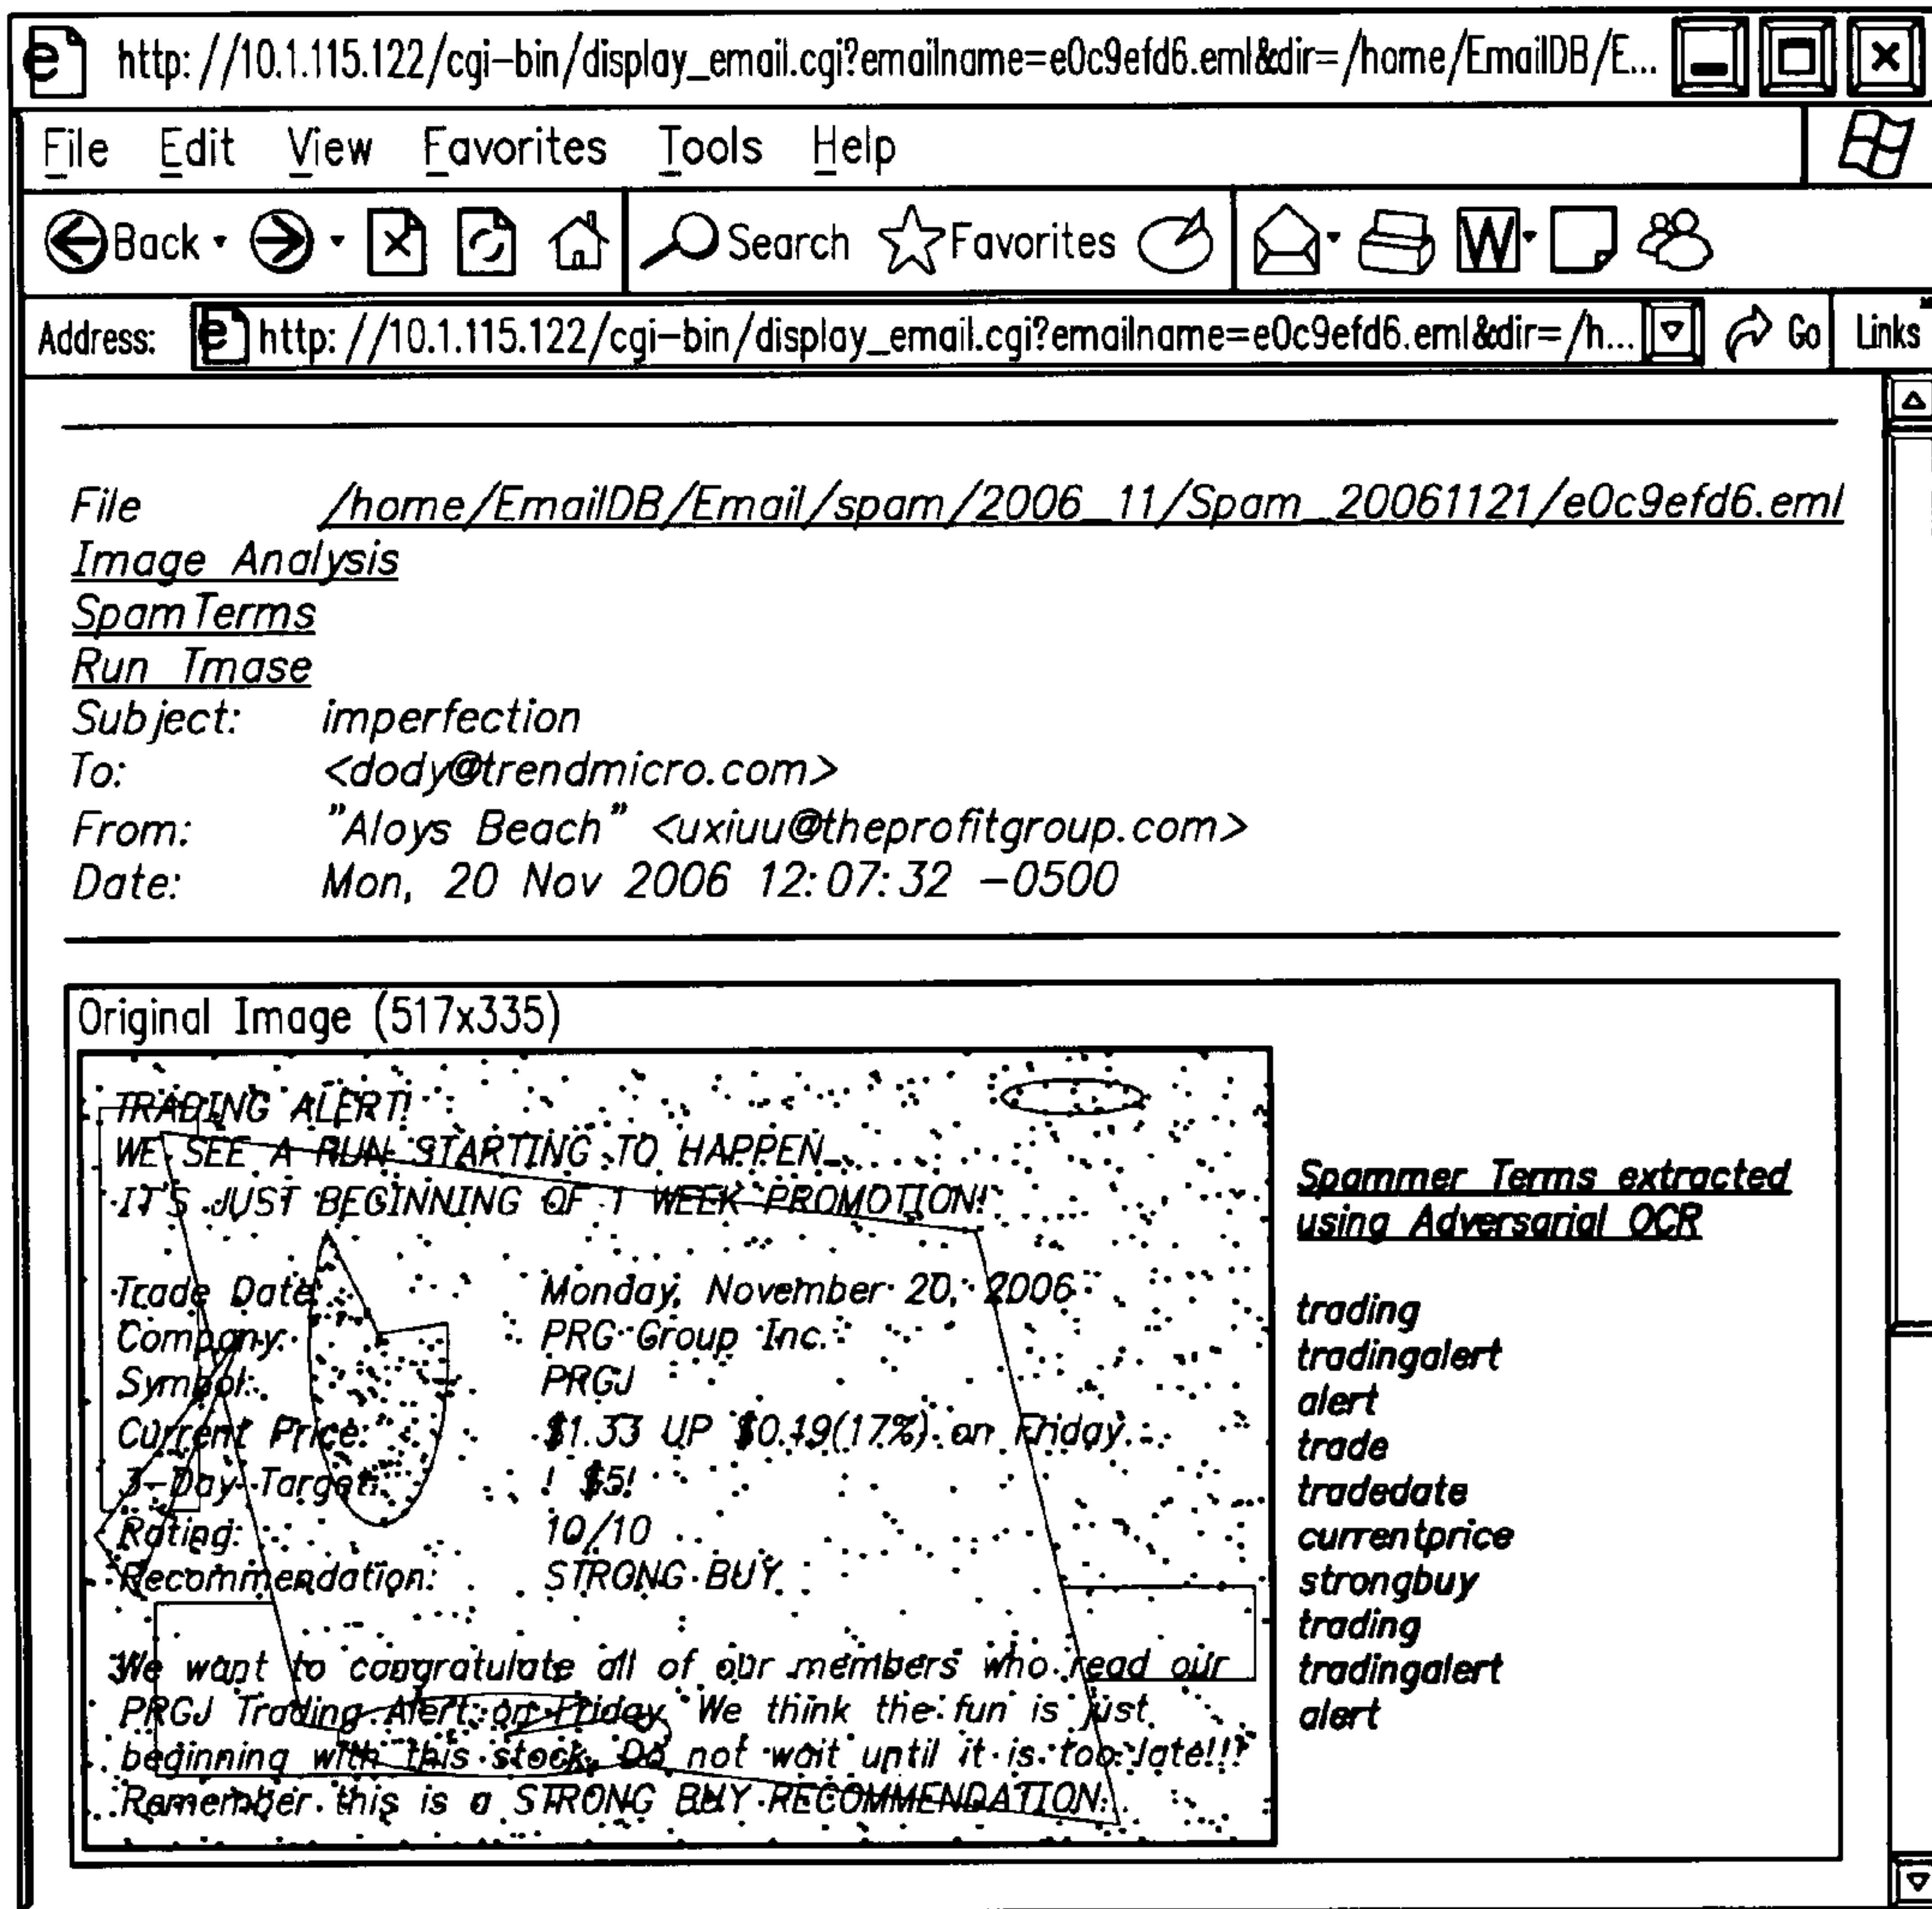 http://10.1.115.122/cgi-bin/display_email.cgi?emailname=e0c9efd6.eml&dir=/home/EmailDB/E...
File Edit View Favorites Tools Help
Back Search Favorites W
Address: http://10.1.115.122/cgi-bin/display_email.cgi?emailname=e0c9efd6.eml&dir=/h... Go Links
File /home/EmailDB/Email/spam/2006_11/Spam_20061121/e0c9efd6.eml
Image Analysis
SpamTerms
Run Tmase
Subject: imperfection
To: <dody@trendmicro.com>
From: "Aloys Beach" <uxiuu@theprofitgroup.com>
Date: Mon, 20 Nov 2006 12:07:32 -0500
Original Image (517x335)
TRADING ALERT!
WE SEE A RUN STARTING TO HAPPEN
IT'S JUST BEGINNING OF 1 WEEK PROMOTION!
Trade Date: Monday, November 20, 2006
Company: PRG Group Inc.
Symbol: PRGJ
Current Price: $1.33 UP $0.19(17%) on Friday.
3-Day Target: ! $5!
Rating: 10/10
Recommendation: STRONG BUY
We want to congratulate all of our members who read our
PRGJ Trading Alert on Friday. We think the fun is just
beginning with this stock. Do not wait until it is too late!!!
Remember this is a STRONG BUY RECOMMENDATION.
Spammer Terms extracted
using Adversarial OCR
trading
tradingalert
alert
trade
tradedate
currentprice
strongbuy
trading
tradingalert
alert